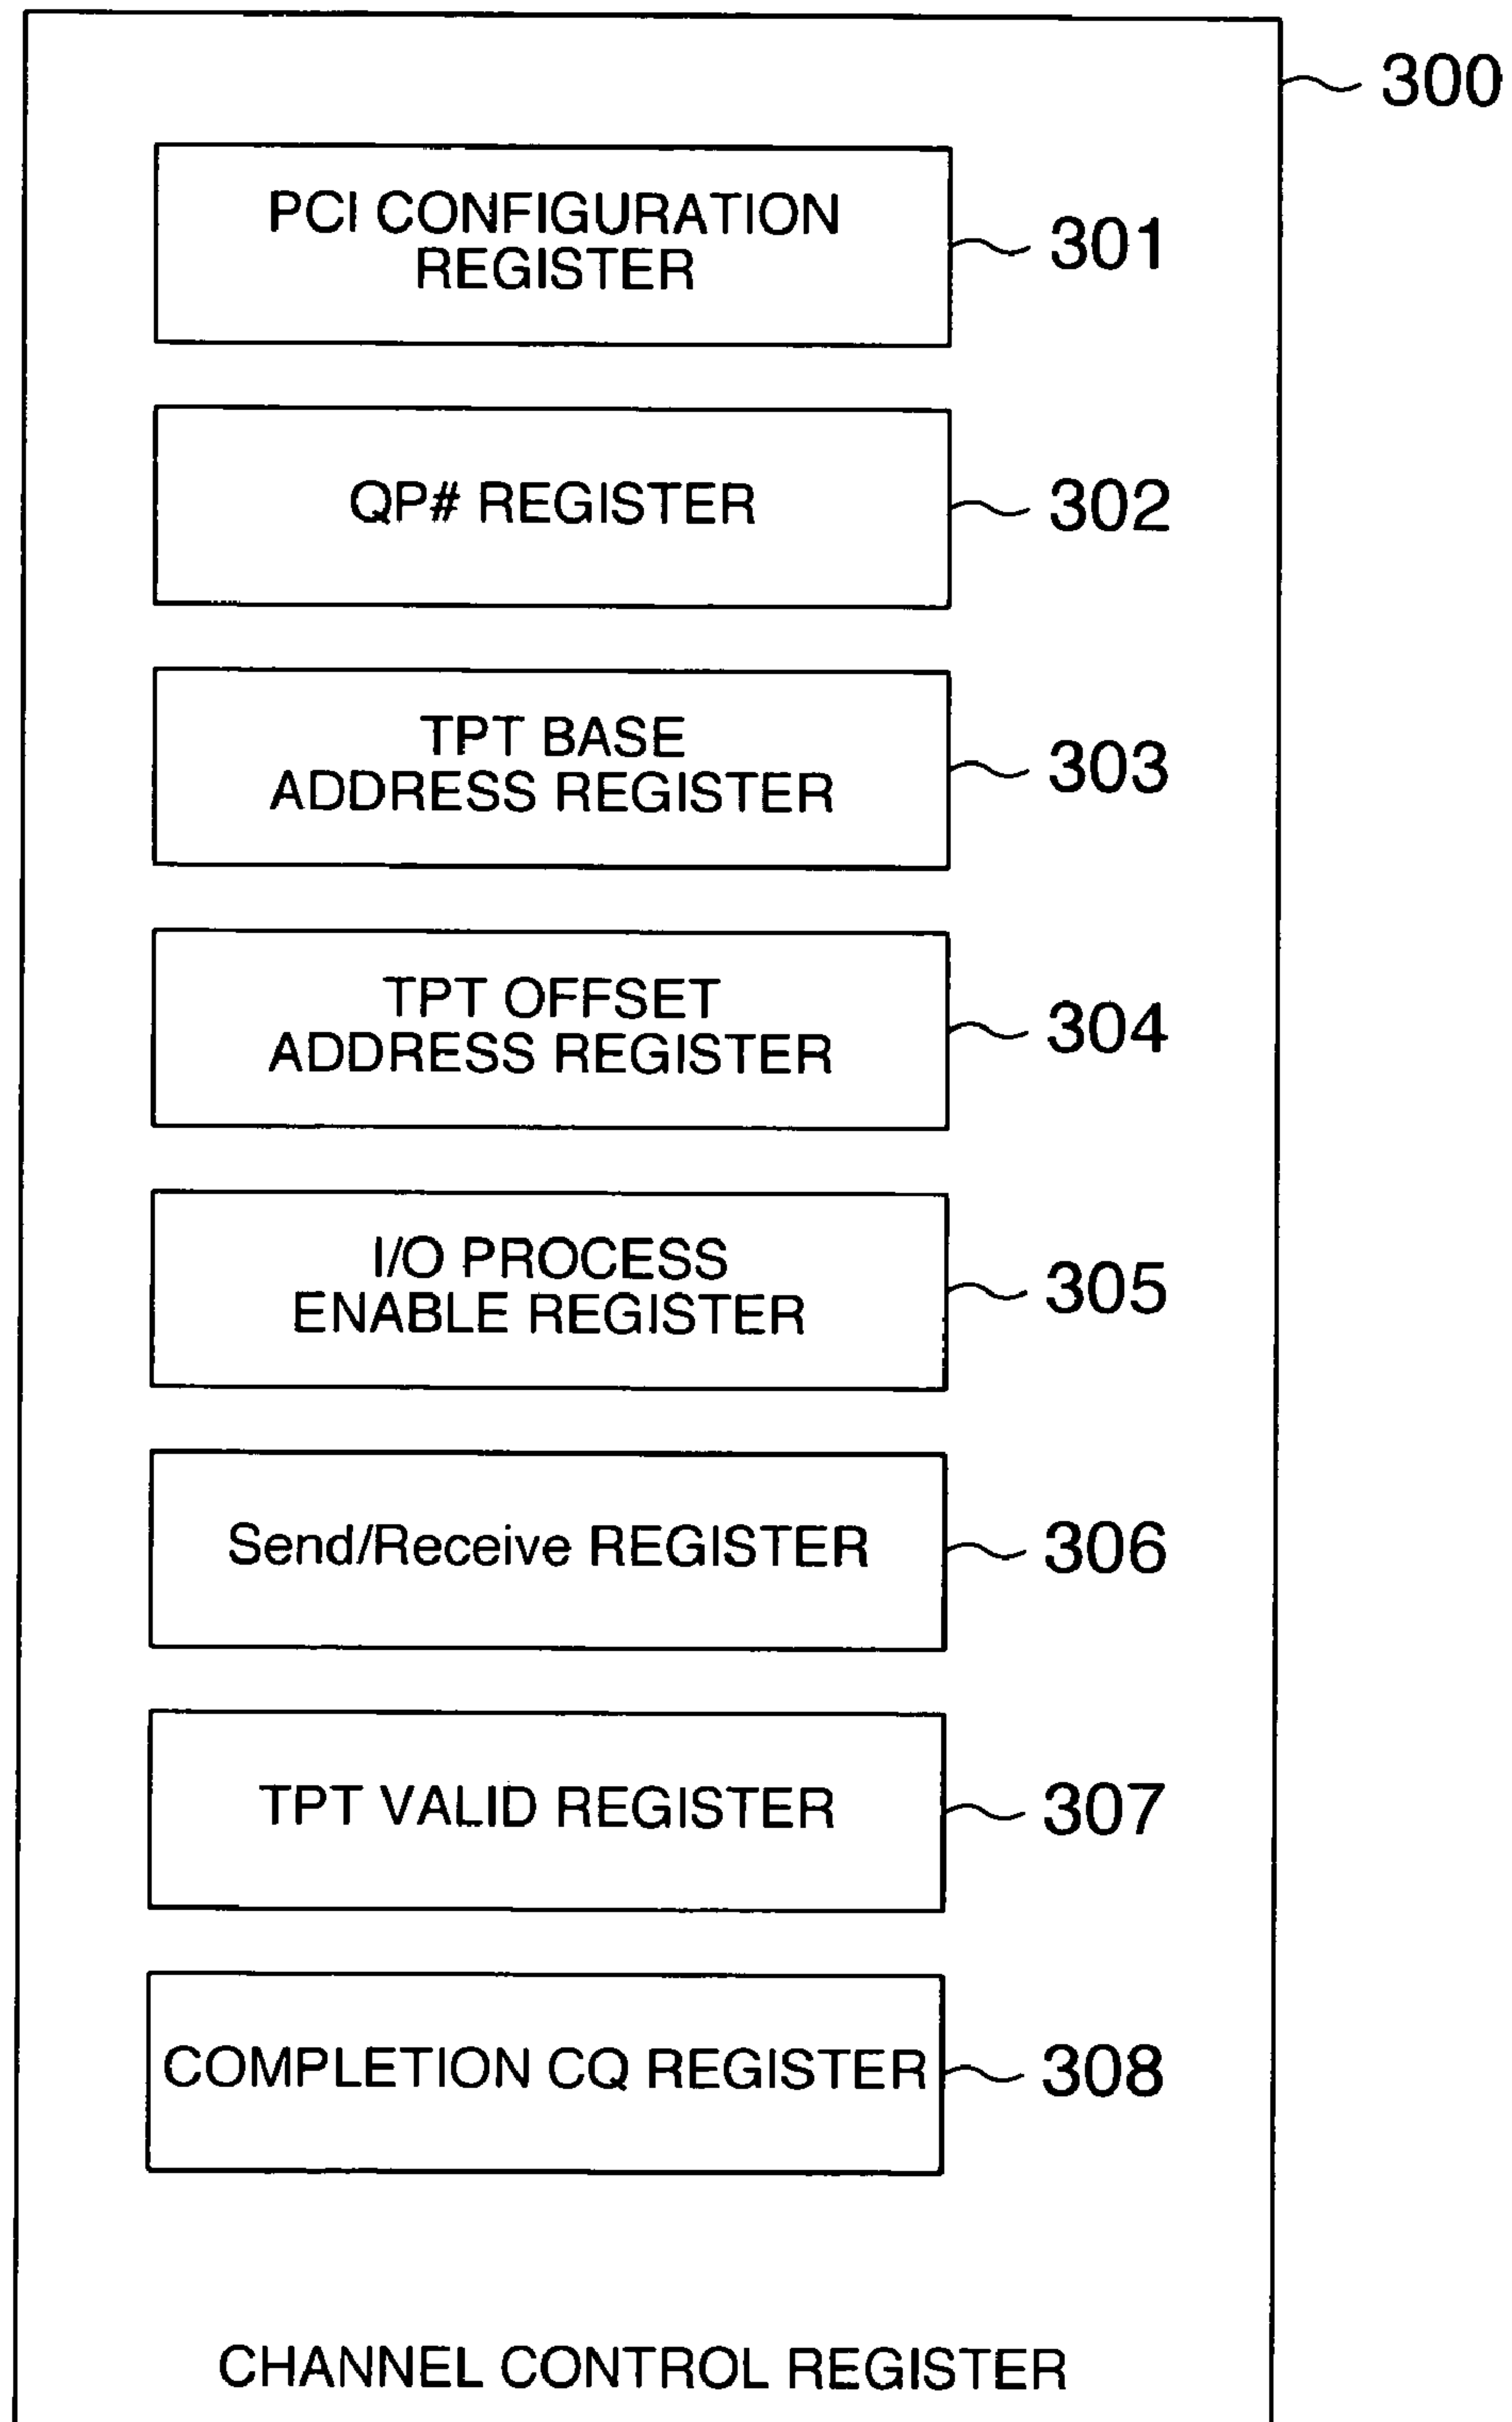 300
PCI CONFIGURATION
REGISTER
301
QP# REGISTER
302
TPT BASE
ADDRESS REGISTER
303
TPT OFFSET
ADDRESS REGISTER
304
I/O PROCESS
ENABLE REGISTER
305
Send/Receive REGISTER
306
TPT VALID REGISTER
307
COMPLETION CQ REGISTER
308
CHANNEL CONTROL REGISTER